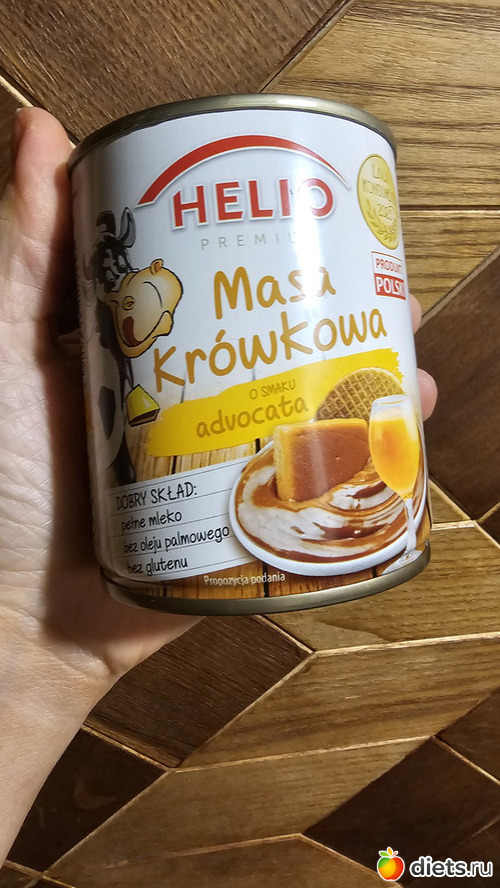 HELIO
PREMIUM
PRODUKT
POLSKI
Masa
Krówkowa
O SMAKU
advocata
DOBRY SKŁAD:
pełne mleko
bez oleju palmowego
bez glutenu
Propozycja podania
diets.ru